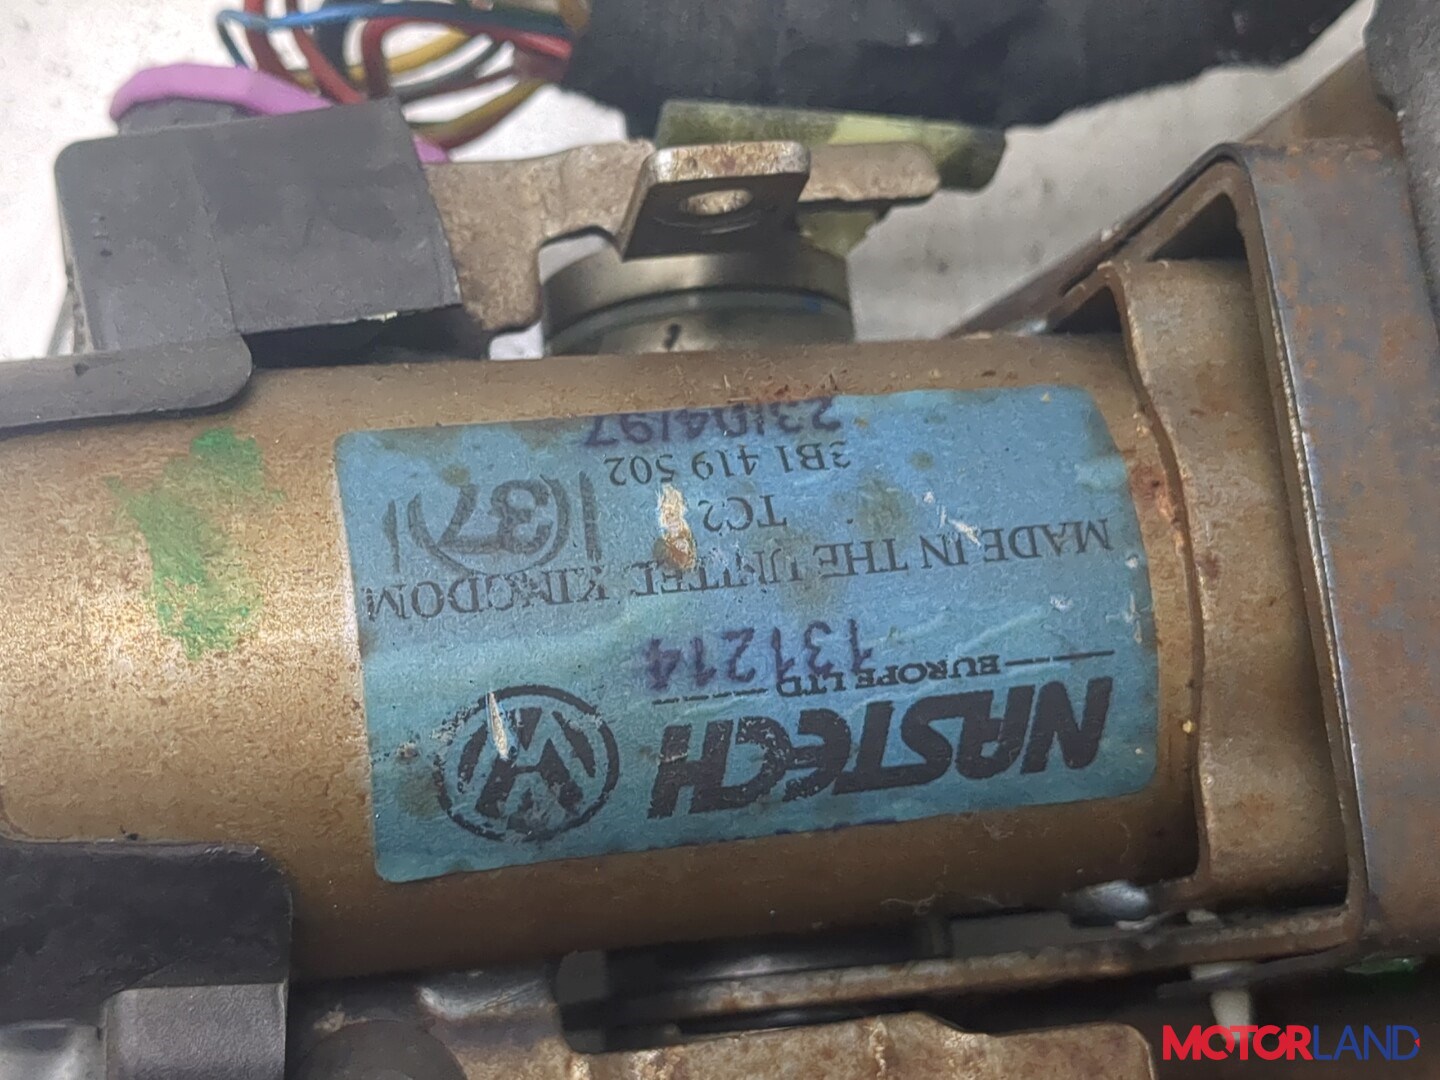 NASTECH
EUROPE LTD
131214
MADE IN THE UNITED KINGDOM
TC2
3B1 419 502
(37)
23/04/97
MOTORLAND